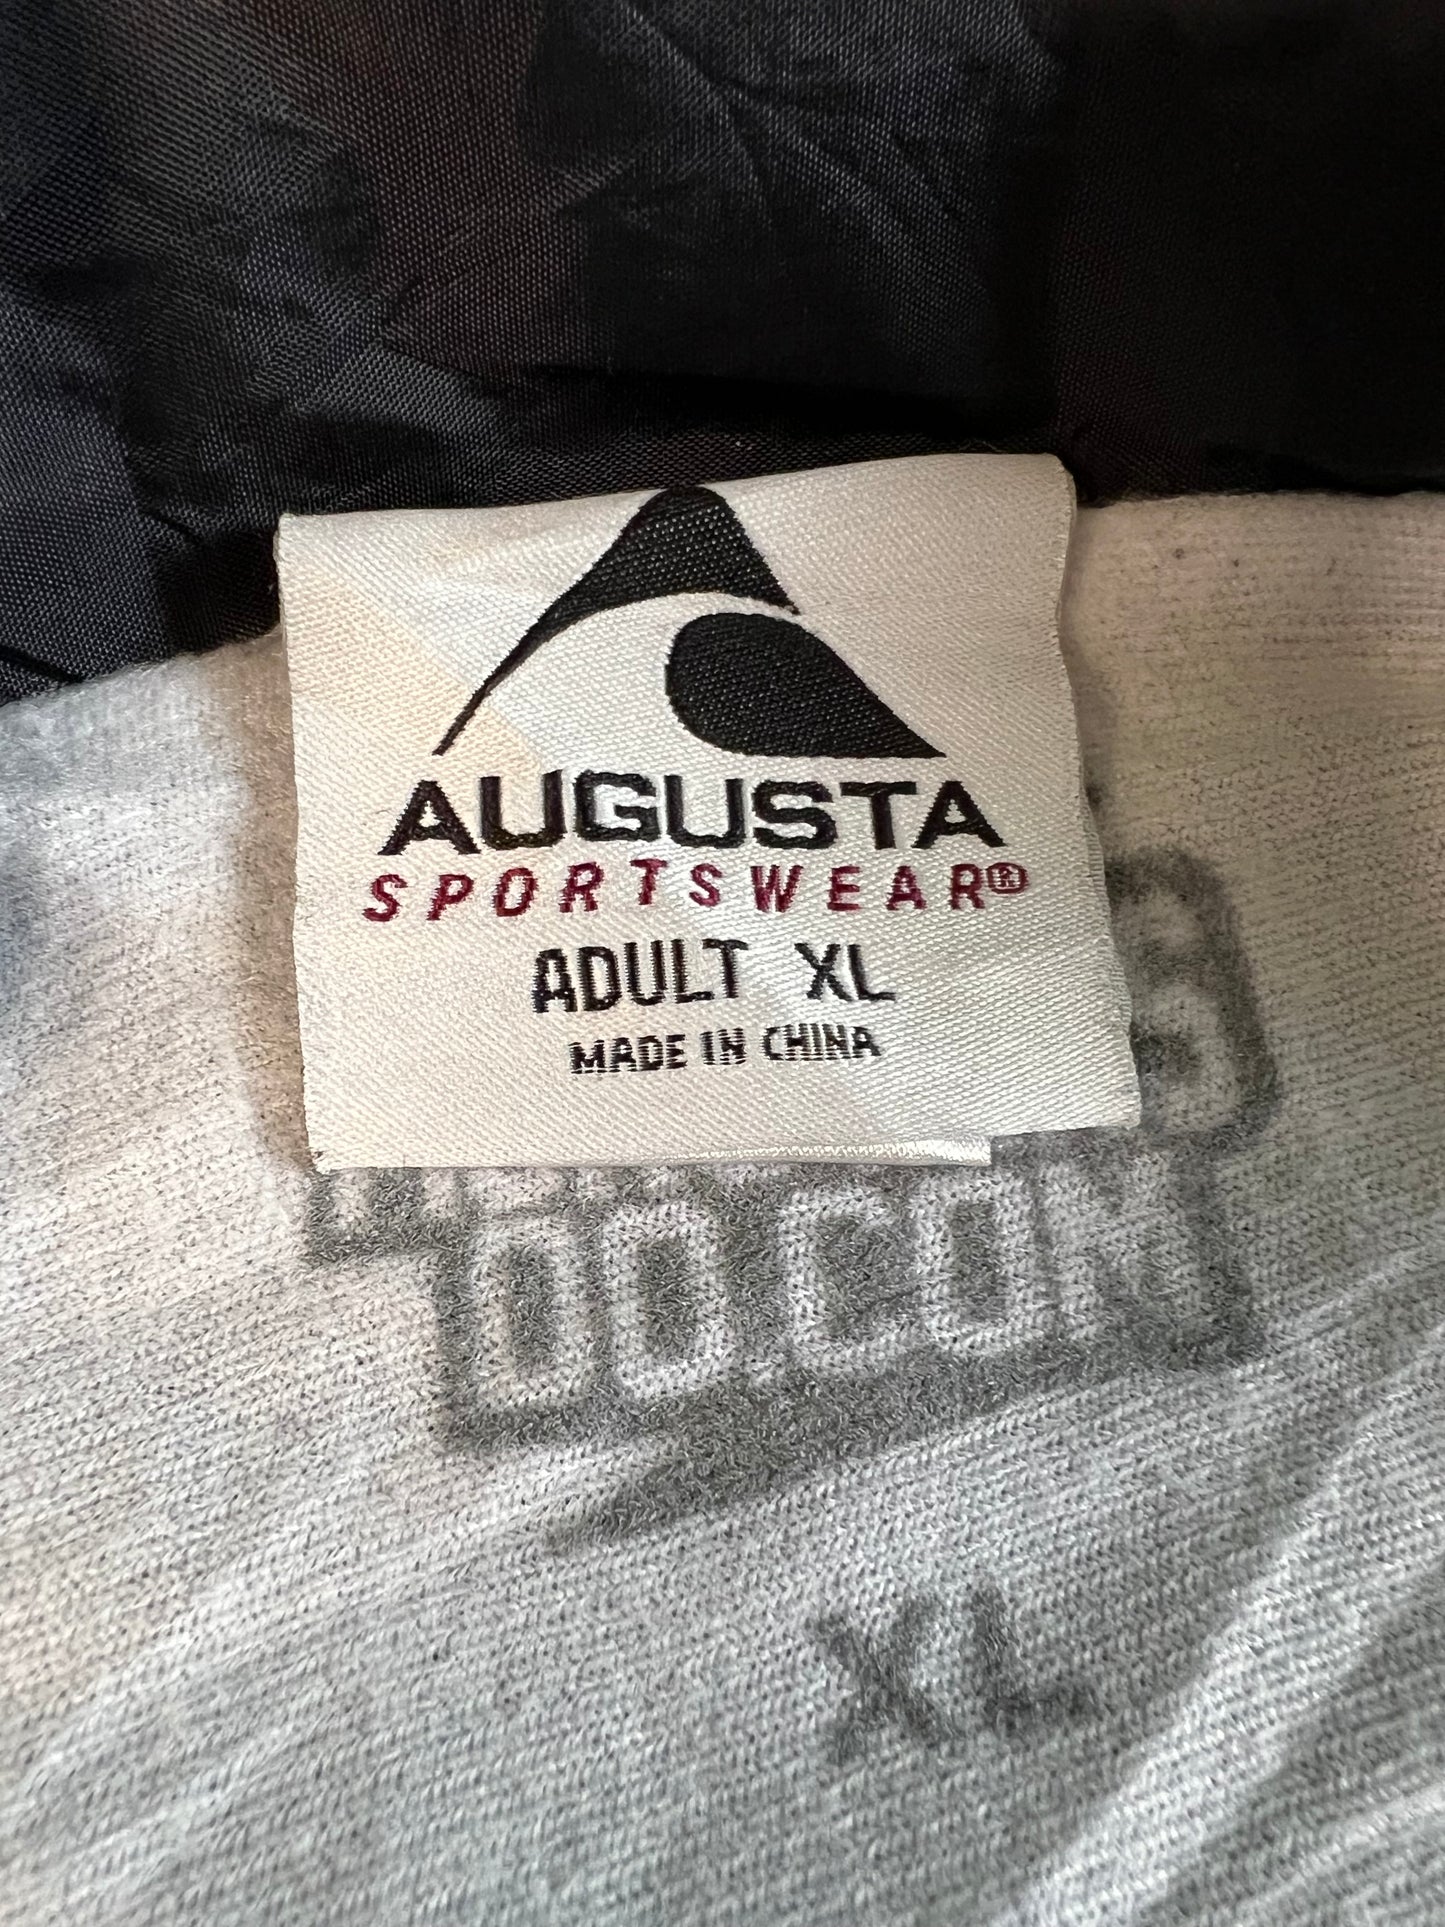 AUGUSTA
SPORTSWEAR®
ADULT XL
MADE IN CHINA
XL